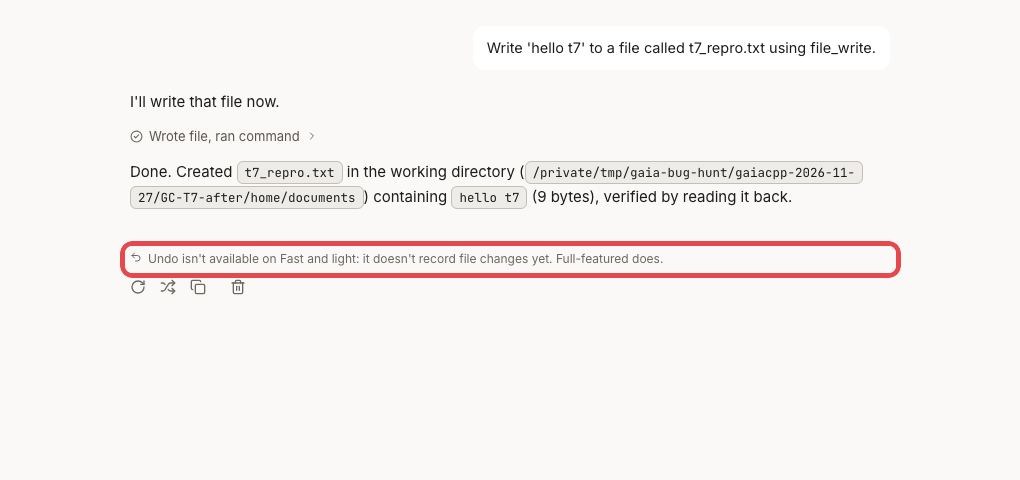 Write 'hello t7' to a file called t7_repro.txt using file_write.
I'll write that file now.
Wrote file, ran command
Done. Created t7_repro.txt in the working directory (/private/tmp/gaia-bug-hunt/gaiacpp-2026-11-
27/GC-T7-after/home/documents) containing hello t7 (9 bytes), verified by reading it back.
Undo isn't available on Fast and light: it doesn't record file changes yet. Full-featured does.